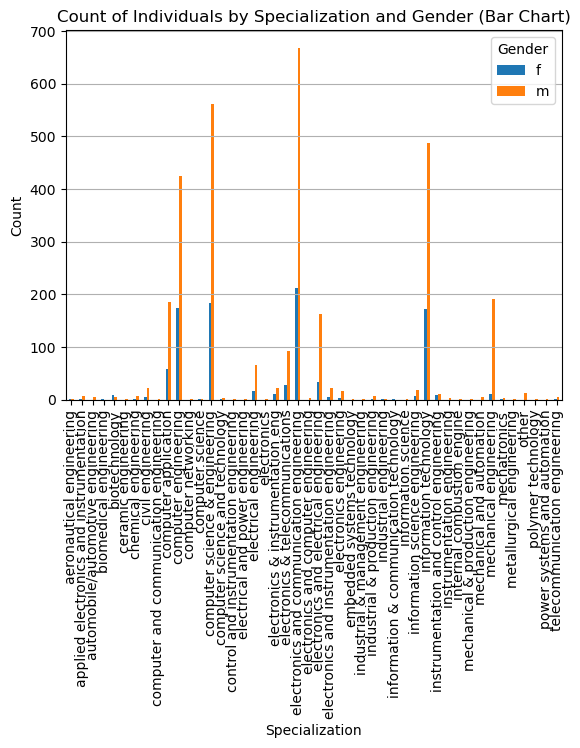 Count of Individuals by Specialization and Gender (Bar Chart)
Gender
f
m
700
600
500
400
300
200
100
0
Count
aeronautical engineering
applied electronics and instrumentation
automobile/automotive engineering
biomedical engineering
biotechnology
ceramic engineering
chemical engineering
civil engineering
computer and communication engineering
computer application
computer engineering
computer networking
computer science
computer science & engineering
computer science and technology
control and instrumentation engineering
electrical and power engineering
electrical engineering
electronics
electronics & instrumentation eng
electronics & telecommunications
electronics and communication engineering
electronics and computer engineering
electronics and electrical engineering
electronics and instrumentation engineering
electronics engineering
embedded systems technology
industrial & management engineering
industrial & production engineering
industrial engineering
information & communication technology
information science
information science engineering
information technology
instrumentation and control engineering
instrumentation engineering
internal combustion engine
mechanical & production engineering
mechanical and automation
mechanical engineering
mechatronics
metallurgical engineering
other
polymer technology
power systems and automation
telecommunication engineering
Specialization